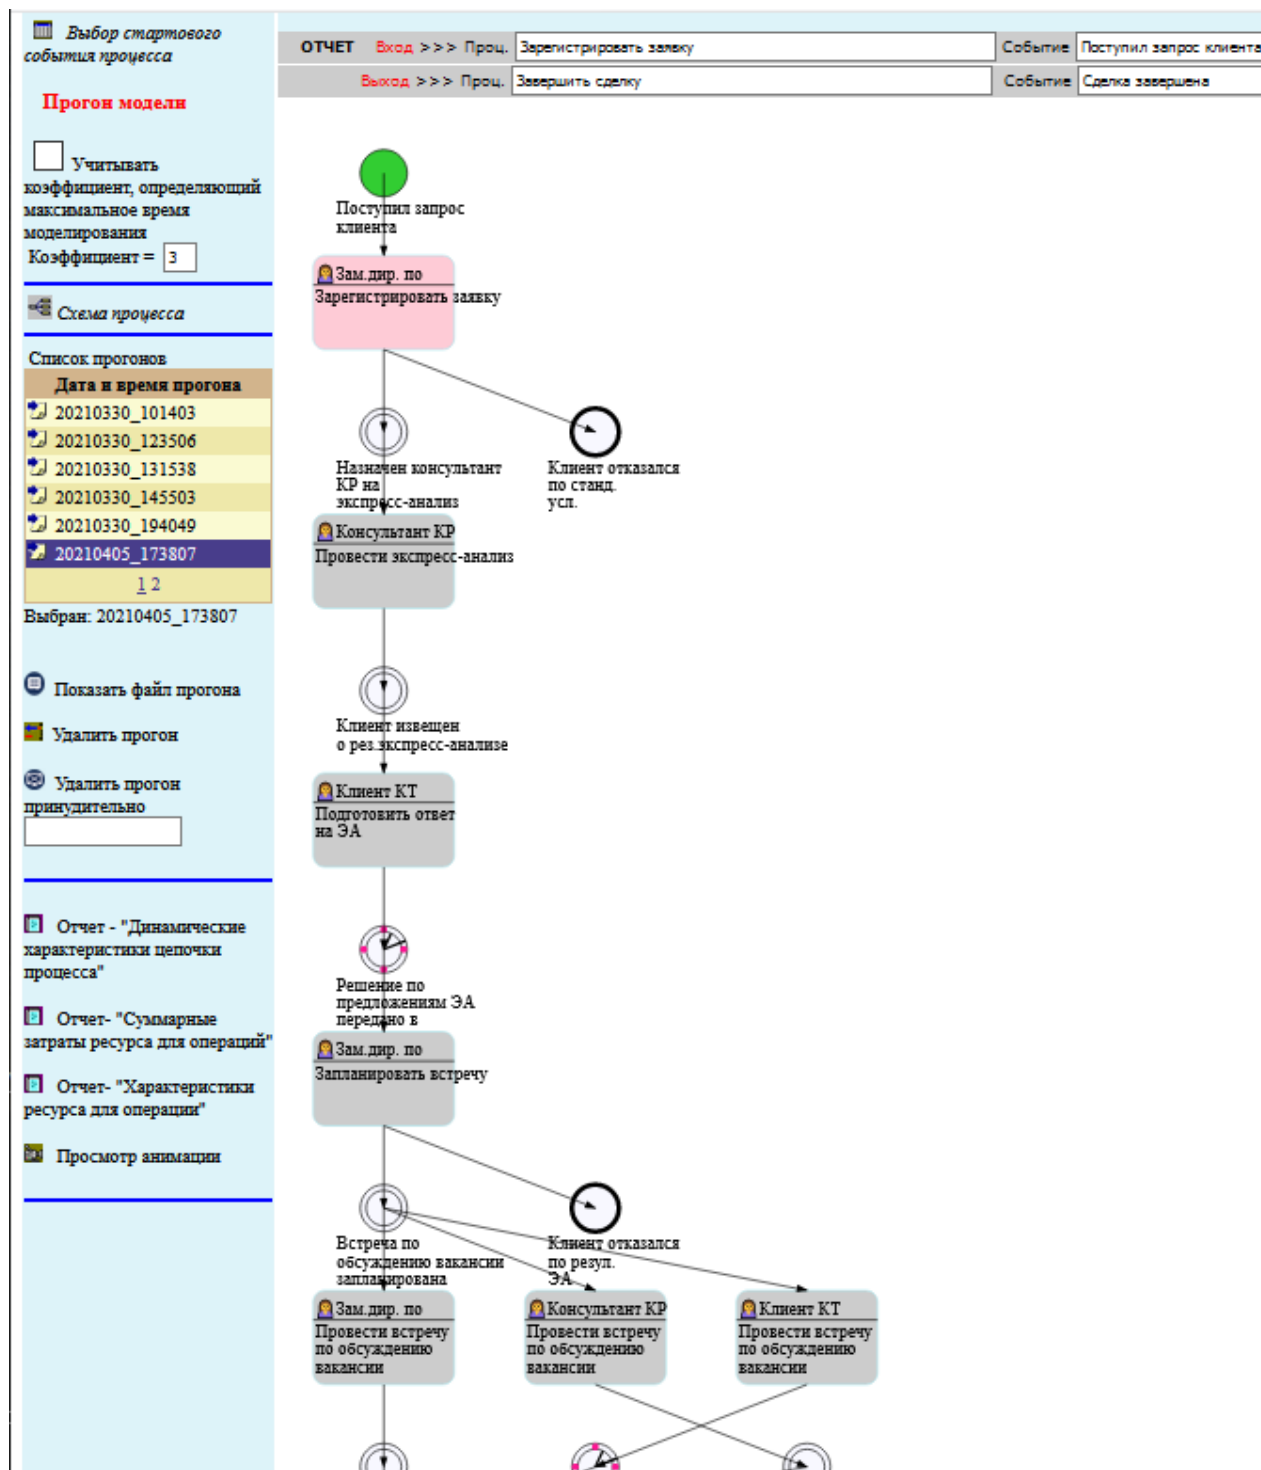 Выбор стартового
события процесса
Прогон модели
Учитывать
коэффициент, определяющий
максимальное время
моделирования
Коэффициент = 3
Схема процесса
Список прогонов
Дата и время прогона
20210330_101403
20210330_123506
20210330_131538
20210330_145503
20210330_194049
20210405_173807
1 2
Выбран: 20210405_173807
Показать файл прогона
Удалить прогон
Удалить прогон
принудительно
Отчет - "Динамические
характеристики цепочки
процесса"
Отчет- "Суммарные
затраты ресурса для операций"
Отчет- "Характеристики
ресурса для операции"
Просмотр анимации
ОТЧЕТ Вход >>> Проц. Зарегистрировать заявку Событие Поступил запрос клиента
Выход >>> Проц. Завершить сделку Событие Сделка завершена
Поступил запрос
клиента
Зам.дир. по
Зарегистрировать заявку
Назначен консультант
КР на
экспресс-анализ
Клиент отказался
по станд.
усл.
Консультант КР
Провести экспресс-анализ
Клиент извещен
о рез.экспресс-анализе
Клиент КТ
Подготовить ответ
на ЭА
Решение по
предложениям ЭА
передано в
Зам.дир. по
Запланировать встречу
Встреча по
обсуждению вакансии
запланирована
Клиент отказался
по резул.
ЭА
Зам.дир. по
Провести встречу
по обсуждению
вакансии
Консультант КР
Провести встречу
по обсуждению
вакансии
Клиент КТ
Провести встречу
по обсуждению
вакансии